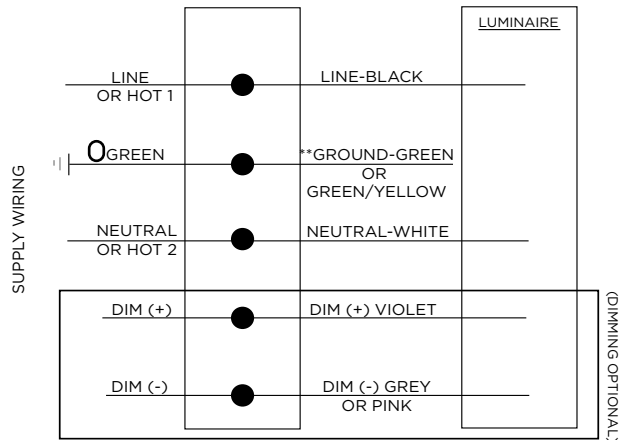 LUMINAIRE
LINE
OR HOT 1
LINE-BLACK
GREEN
**GROUND-GREEN
OR
GREEN/YELLOW
SUPPLY WIRING
NEUTRAL
OR HOT 2
NEUTRAL-WHITE
DIM (+)
DIM (+) VIOLET
DIM (-)
DIM (-) GREY
OR PINK
(DIMMING OPTIONAL)